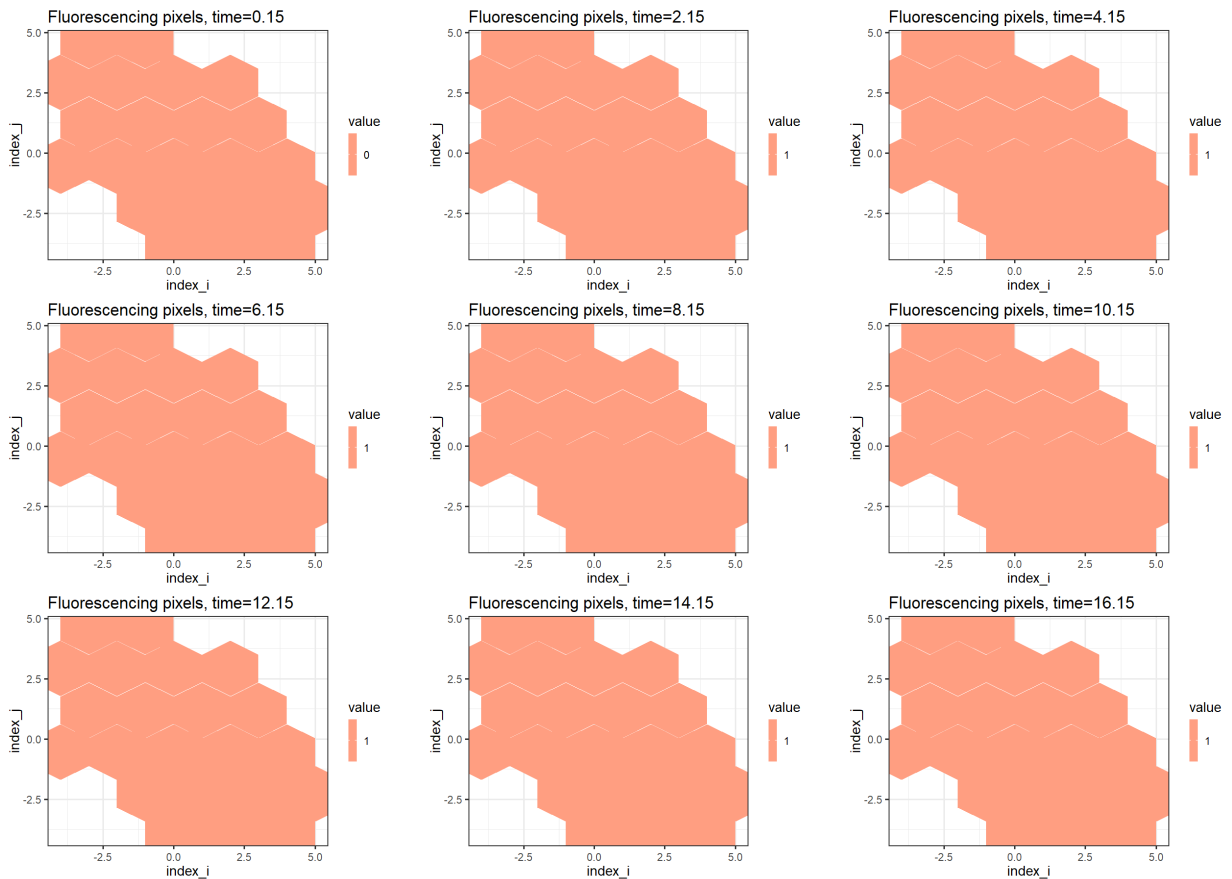 Fluorescencing pixels, time=0.15
5.0
2.5
0.0
-2.5
index_j
-2.5 0.0 2.5 5.0
index_i
value
0
Fluorescencing pixels, time=2.15
5.0
2.5
0.0
-2.5
index_j
-2.5 0.0 2.5 5.0
index_i
value
1
Fluorescencing pixels, time=4.15
5.0
2.5
0.0
-2.5
index_j
-2.5 0.0 2.5 5.0
index_i
value
1
Fluorescencing pixels, time=6.15
5.0
2.5
0.0
-2.5
index_j
-2.5 0.0 2.5 5.0
index_i
value
1
Fluorescencing pixels, time=8.15
5.0
2.5
0.0
-2.5
index_j
-2.5 0.0 2.5 5.0
index_i
value
1
Fluorescencing pixels, time=10.15
5.0
2.5
0.0
-2.5
index_j
-2.5 0.0 2.5 5.0
index_i
value
1
Fluorescencing pixels, time=12.15
5.0
2.5
0.0
-2.5
index_j
-2.5 0.0 2.5 5.0
index_i
value
1
Fluorescencing pixels, time=14.15
5.0
2.5
0.0
-2.5
index_j
-2.5 0.0 2.5 5.0
index_i
value
1
Fluorescencing pixels, time=16.15
5.0
2.5
0.0
-2.5
index_j
-2.5 0.0 2.5 5.0
index_i
value
1